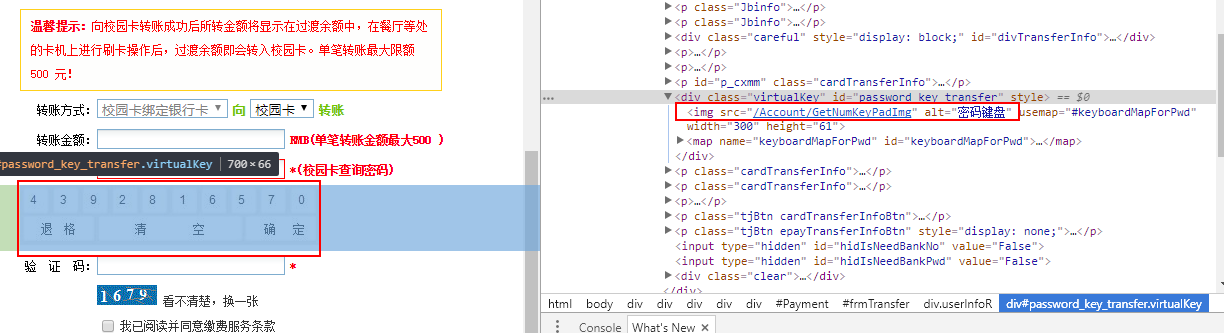 温馨提示：向校园卡转账成功后所转金额将显示在过渡余额中，在餐厅等处
的卡机上进行刷卡操作后，过渡余额即会转入校园卡。单笔转账最大限额
500 元！
转账方式： 校园卡绑定银行卡 向 校园卡 转账
转账金额： RMB(单笔转账金额最大500 )
#password_key_transfer.virtualKey 700×66
*(校园卡查询密码)
4 3 9 2 8 1 6 5 7 0
退 格 清 空 确 定
验 证 码： *
1679 看不清楚，换一张
我已阅读并同意缴费服务条款
<p class="Jbinfo">…</p>
<p class="Jbinfo">…</p>
<div class="careful" style="display: block;" id="divTransferInfo">…</div>
<p>…</p>
<p>…</p>
<p id="p_cxmm" class="cardTransferInfo">…</p>
… <div class="virtualKey" id="password_key_transfer" style> == $0
<img src="/Account/GetNumKeyPadImg" alt="密码键盘" usemap="#keyboardMapForPwd"
width="300" height="61">
<map name="keyboardMapForPwd" id="keyboardMapForPwd">…</map>
</div>
<p class="cardTransferInfo">…</p>
<p class="cardTransferInfo">…</p>
<p>…</p>
<p class="tjBtn cardTransferInfoBtn">…</p>
<p class="tjBtn epayTransferInfoBtn" style="display: none;">…</p>
<input type="hidden" id="hidIsNeedBankNo" value="False">
<input type="hidden" id="hidIsNeedBankPwd" value="False">
<div class="clear">…</div>
</div>
html body div div div div #Payment #frmTransfer div.userInfoR div#password_key_transfer.virtualKey
Console What's New ×